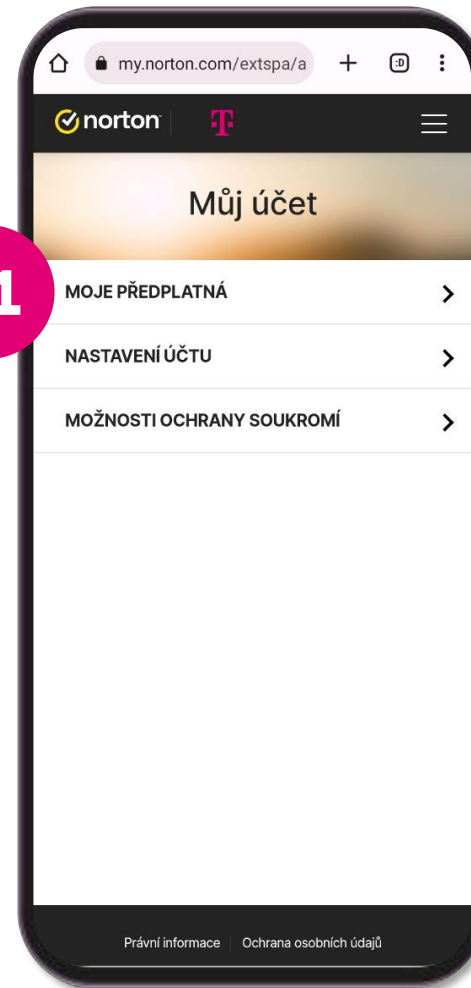 my.norton.com/extspa/a
:D
norton
T
Můj účet
1
MOJE PŘEDPLATNÁ
NASTAVENÍ ÚČTU
MOŽNOSTI OCHRANY SOUKROMÍ
Právní informace | Ochrana osobních údajů